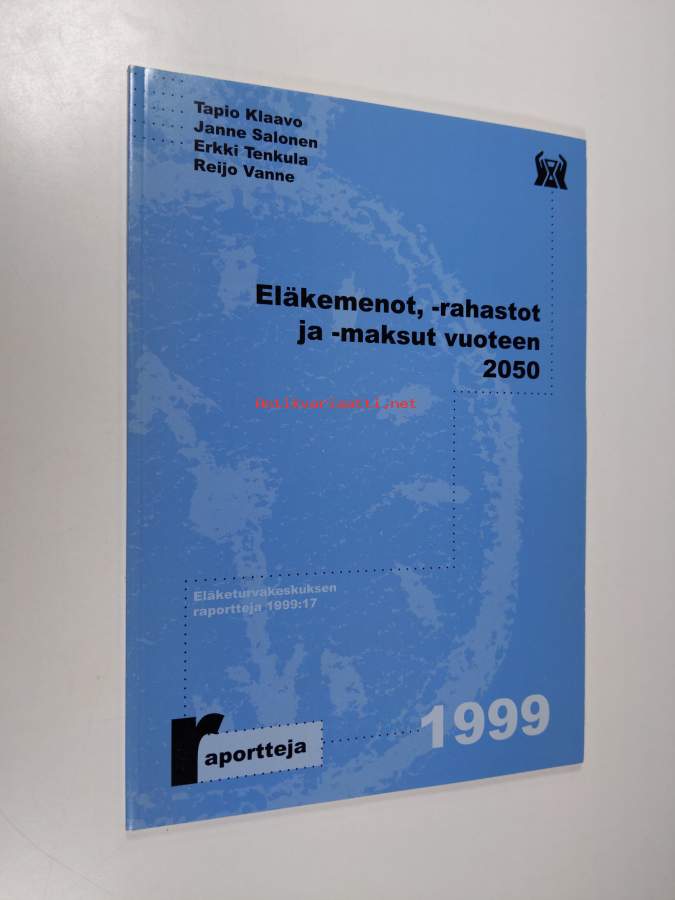 Tapio Klaavo
Janne Salonen
Erkki Tenkula
Reijo Vanne
Eläkemenot, -rahastot
ja -maksut vuoteen
2050
Antikvariaatti.net
Eläketurvakeskuksen
raportteja 1999:17
raportteja
1999